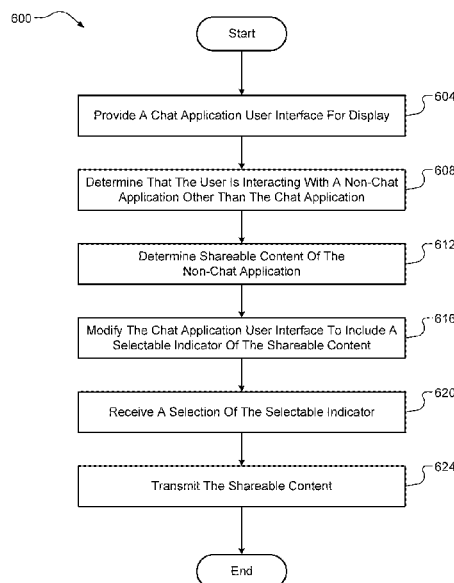 600
Start
Provide A Chat Application User Interface For Display
604
Determine That The User Is Interacting With A Non-Chat
Application Other Than The Chat Application
608
Determine Shareable Content Of The
Non-Chat Application
612
Modify The Chat Application User Interface To Include A
Selectable Indicator Of The Shareable Content
616
Receive A Selection Of The Selectable Indicator
620
Transmit The Shareable Content
624
End